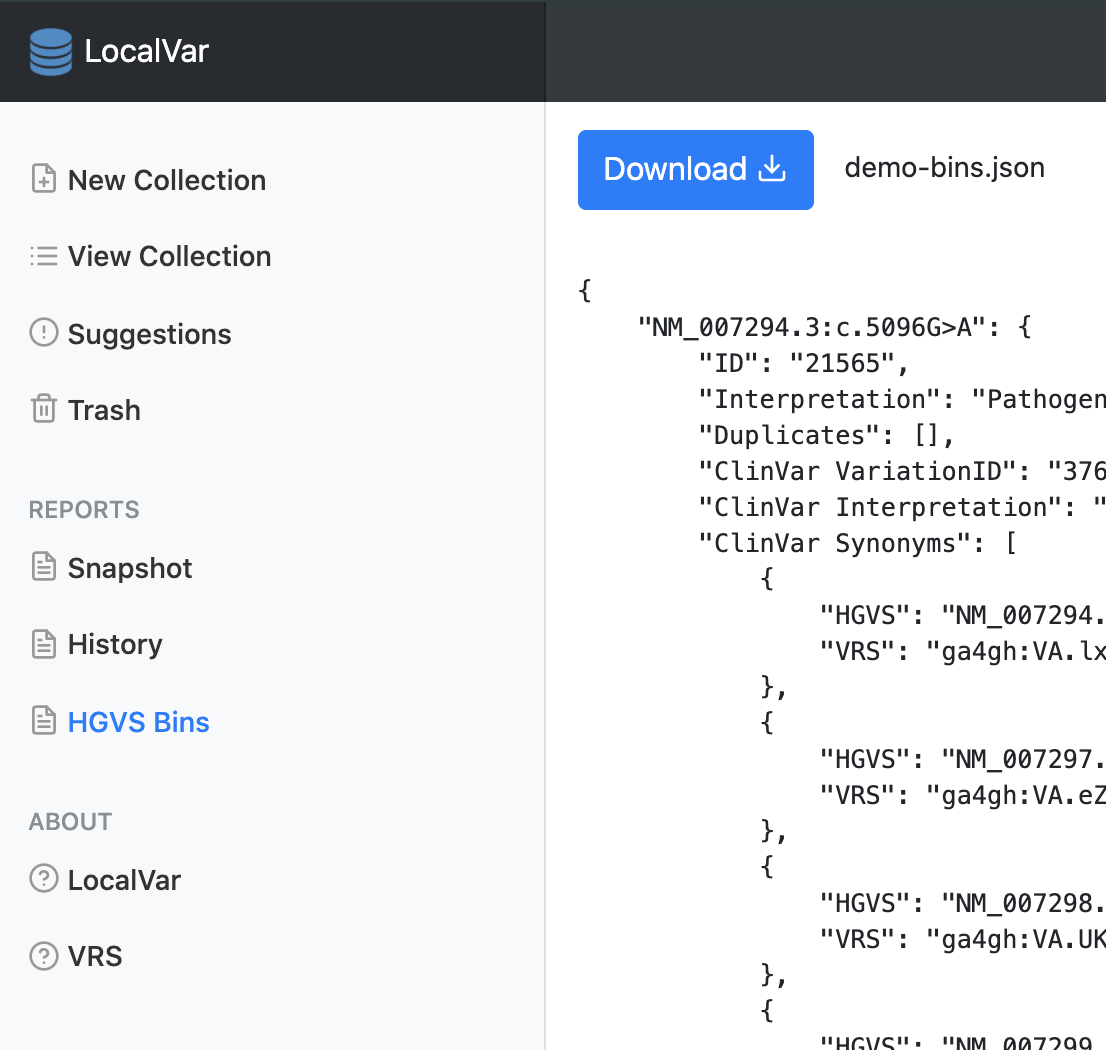 LocalVar
New Collection
View Collection
Suggestions
Trash
REPORTS
Snapshot
History
HGVS Bins
ABOUT
LocalVar
VRS
Download
demo-bins.json
{
"NM_007294.3:c.5096G>A": {
"ID": "21565",
"Interpretation": "Pathogen
"Duplicates": [],
"ClinVar VariationID": "376
"ClinVar Interpretation": "
"ClinVar Synonyms": [
{
"HGVS": "NM_007294.
"VRS": "ga4gh:VA.lx
},
{
"HGVS": "NM_007297.
"VRS": "ga4gh:VA.eZ
},
{
"HGVS": "NM_007298.
"VRS": "ga4gh:VA.UK
},
{
"HGVS": "NM_007299